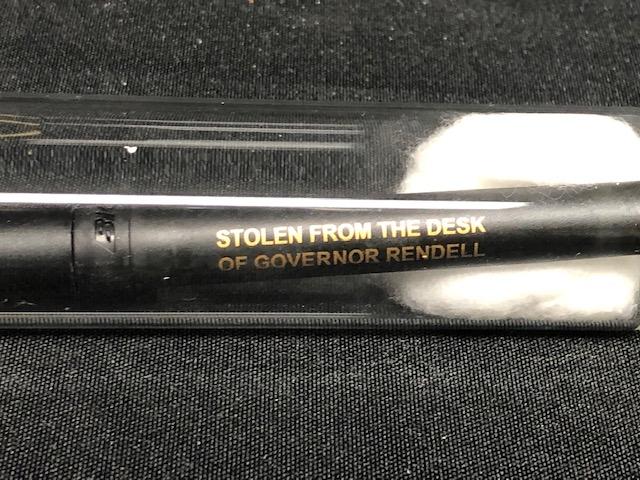 STOLEN FROM THE DESK
OF GOVERNOR RENDELL